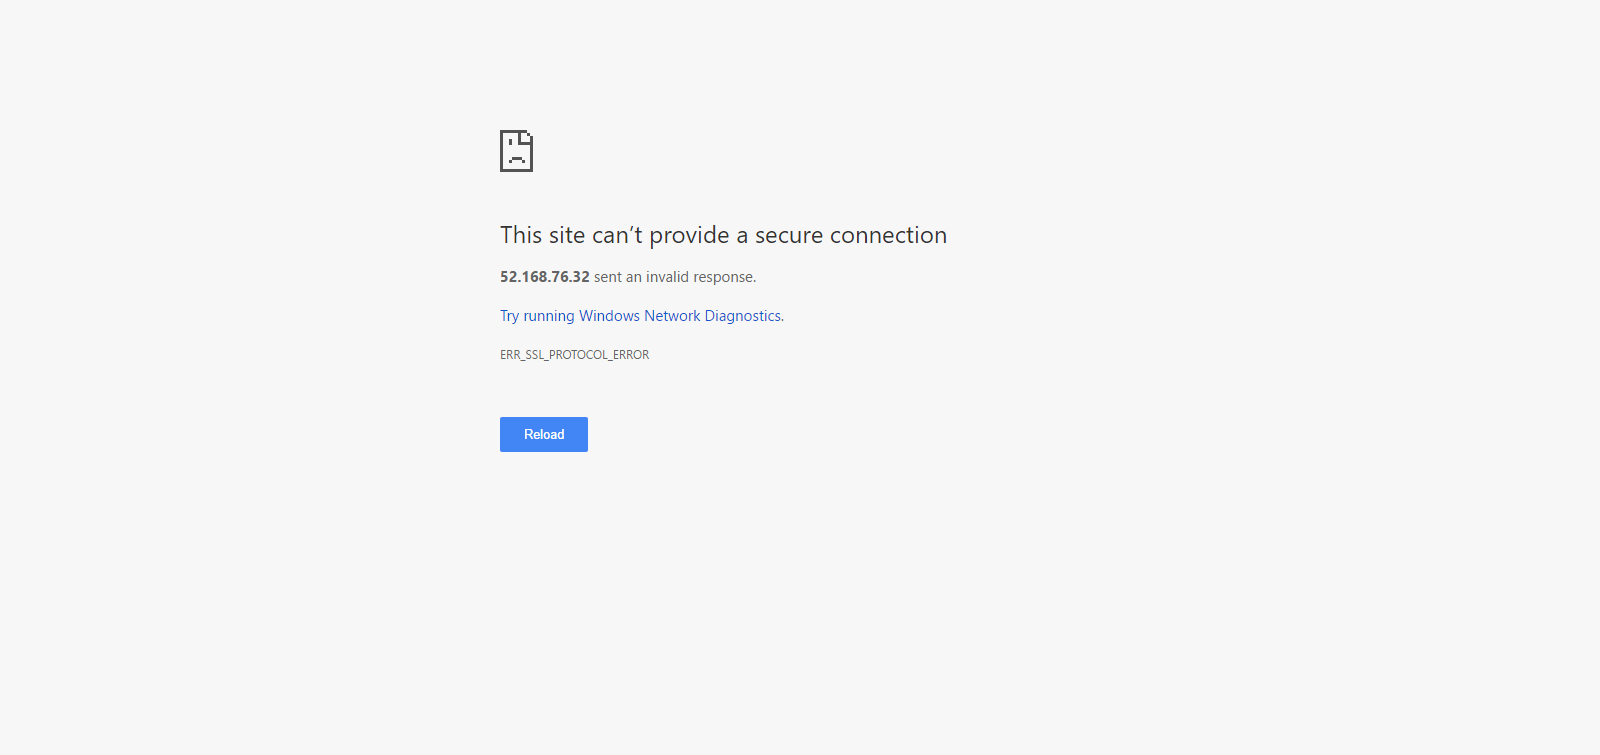 This site can’t provide a secure connection
52.168.76.32 sent an invalid response.
Try running Windows Network Diagnostics.
ERR_SSL_PROTOCOL_ERROR
Reload